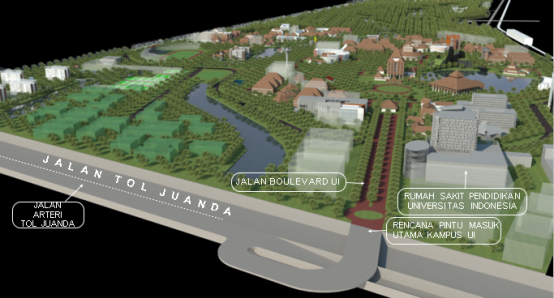 JALAN TOL JUANDA
JALAN BOULEVARD UI
JALAN
ARTERI
TOL JUANDA
RUMAH SAKIT PENDIDIKAN
UNIVERSITAS INDONESIA
RENCANA PINTU MASUK
UTAMA KAMPUS UI